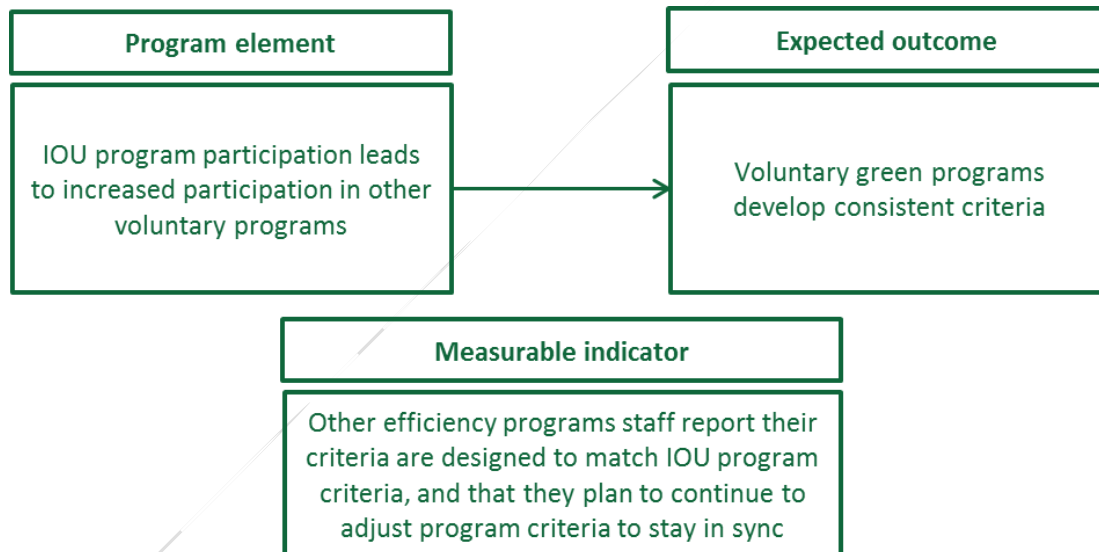 Program element
Expected outcome
IOU program participation leads
to increased participation in other
voluntary programs
Voluntary green programs
develop consistent criteria
Measurable indicator
Other efficiency programs staff report their
criteria are designed to match IOU program
criteria, and that they plan to continue to
adjust program criteria to stay in sync